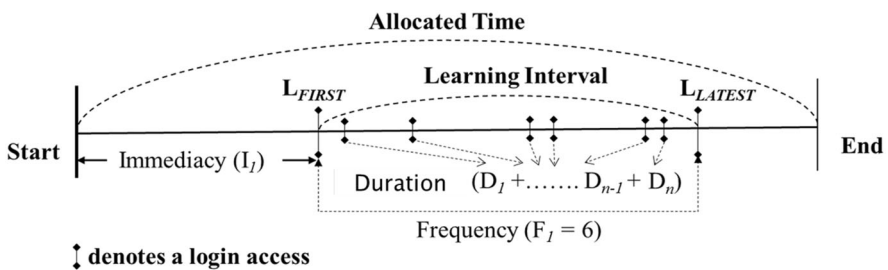 Allocated Time
Learning Interval
L_FIRST
L_LATEST
Start
Immediacy (I_1)
End
Duration (D_1 +....... D_n-1 + D_n)
Frequency (F_1 = 6)
denotes a login access